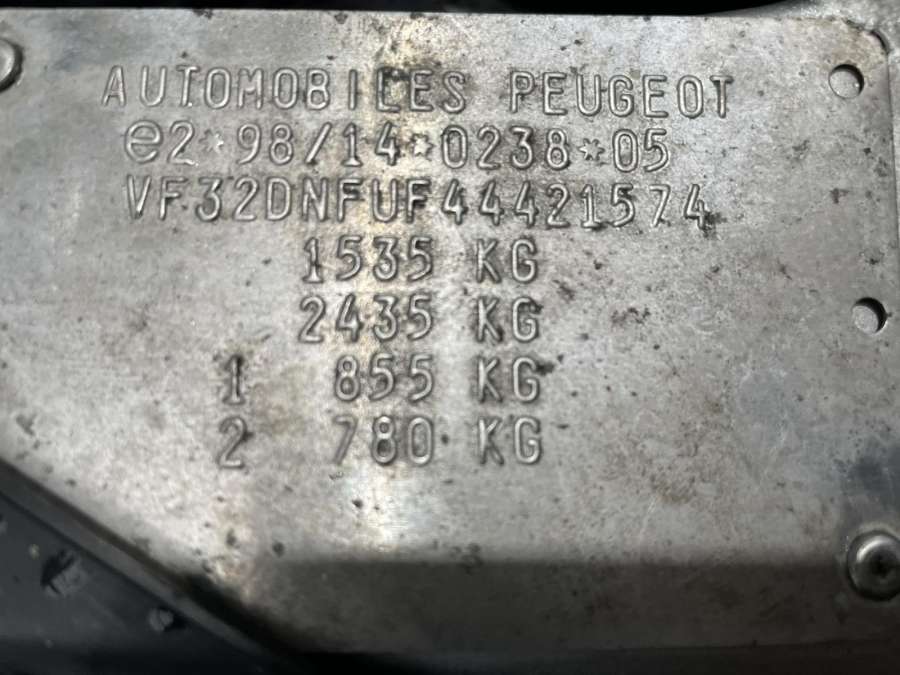 AUTOMOBILES PEUGEOT
e2*98/14*0238*05
VF32DNFUF44421574
1535 KG
2435 KG
1 855 KG
2 780 KG